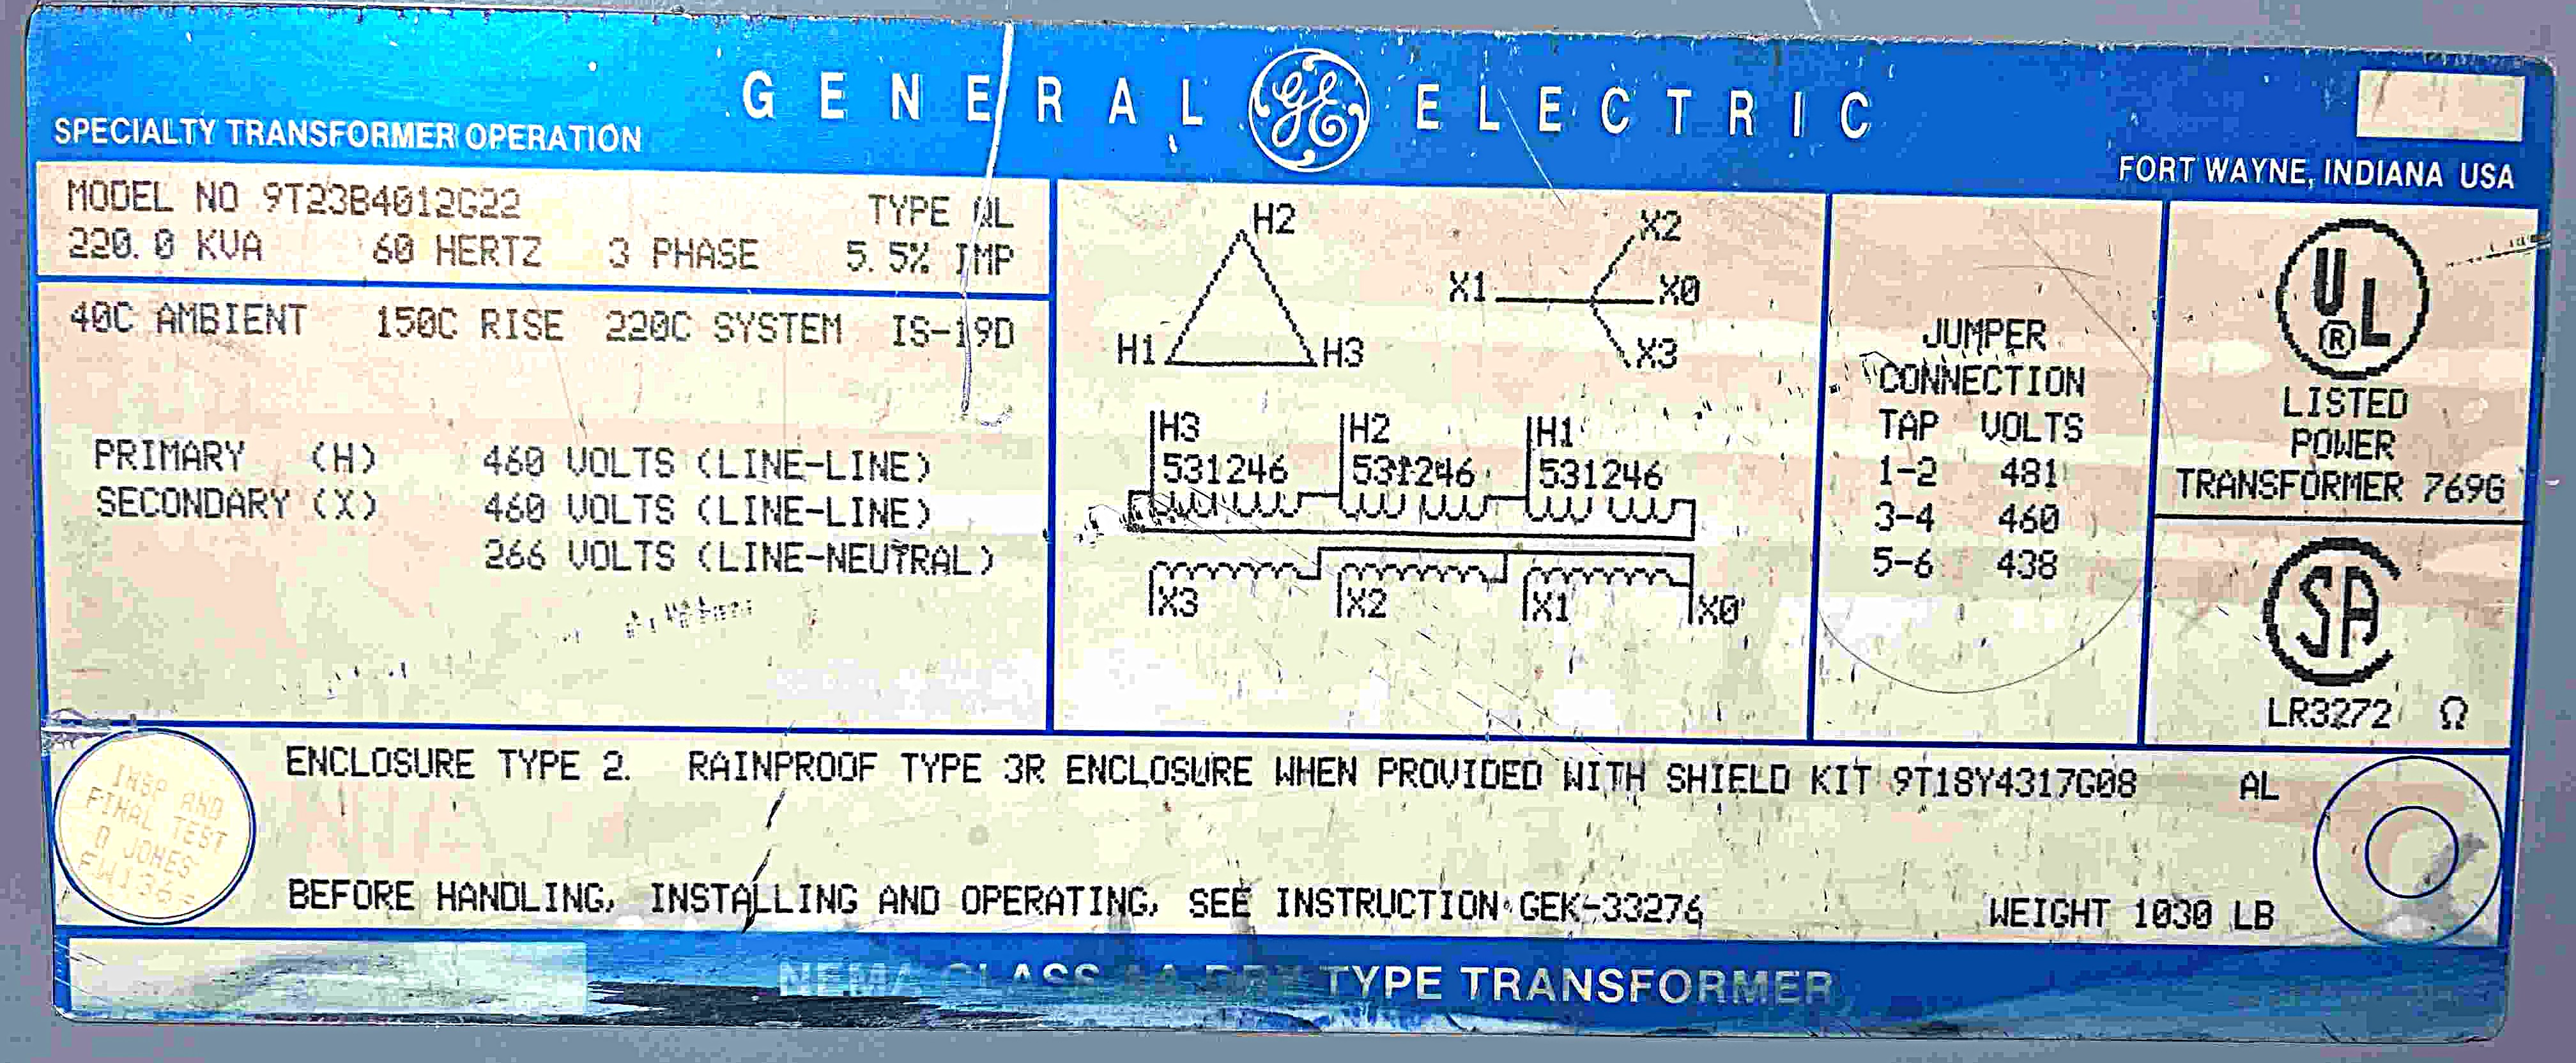 GENERAL GE ELECTRIC
SPECIALTY TRANSFORMER OPERATION
FORT WAYNE, INDIANA USA
MODEL NO 9T23B4012G22 TYPE QL
220.0 KVA 60 HERTZ 3 PHASE 5.5% IMP
40C AMBIENT 150C RISE 220C SYSTEM IS-19D
PRIMARY (H) 460 VOLTS (LINE-LINE)
SECONDARY (X) 460 VOLTS (LINE-LINE)
266 VOLTS (LINE-NEUTRAL)
H2
H1 H3
X2
X1 X0
X3
H3 H2 H1
531246 531246 531246
X3 X2 X1 X0
JUMPER
CONNECTION
TAP VOLTS
1-2 481
3-4 460
5-6 438
UL
®
LISTED
POWER
TRANSFORMER 769G
SA
LR3272 Ω
ENCLOSURE TYPE 2. RAINPROOF TYPE 3R ENCLOSURE WHEN PROVIDED WITH SHIELD KIT 9T18Y4317G08 AL
INSP AND
FINAL TEST
D JONES
BEFORE HANDLING, INSTALLING AND OPERATING, SEE INSTRUCTION GEK-33276
WEIGHT 1030 LB
NEMA CLASS AA DRY TYPE TRANSFORMER